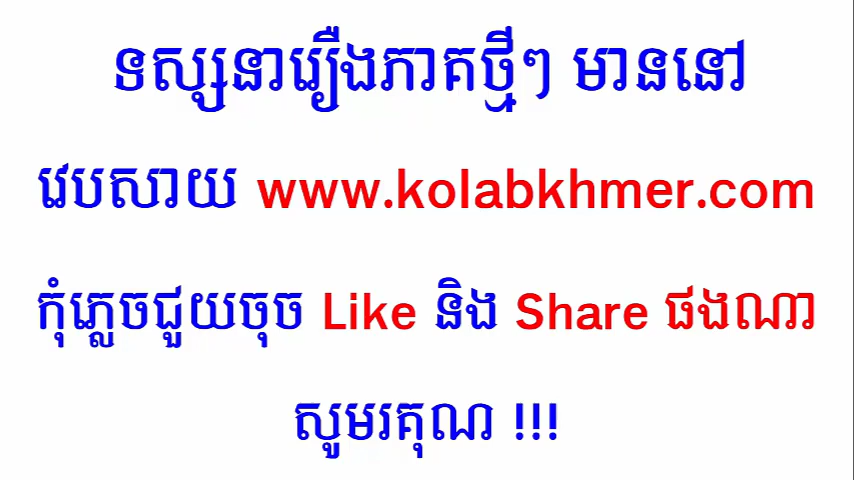 ទស្សនារឿងភាគថ្មីៗ មាននៅ
វេបសាយ www.kolabkhmer.com
កុំភ្លេចជួយចុច Like និង Share ផងណា
សូមរគុណ !!!